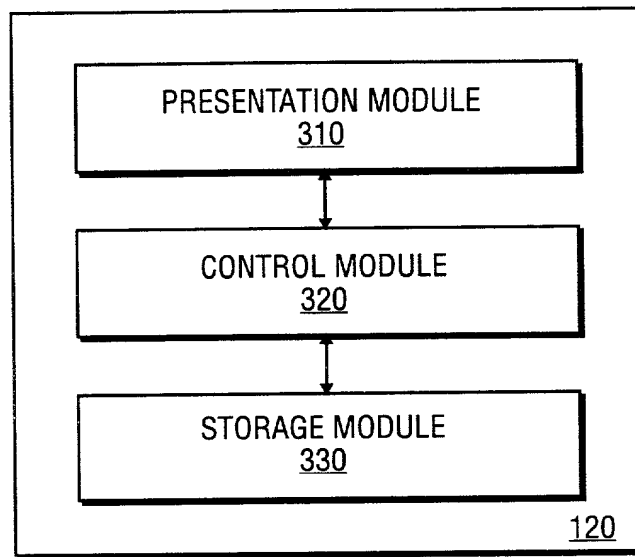 PRESENTATION MODULE
310
CONTROL MODULE
320
STORAGE MODULE
330
120